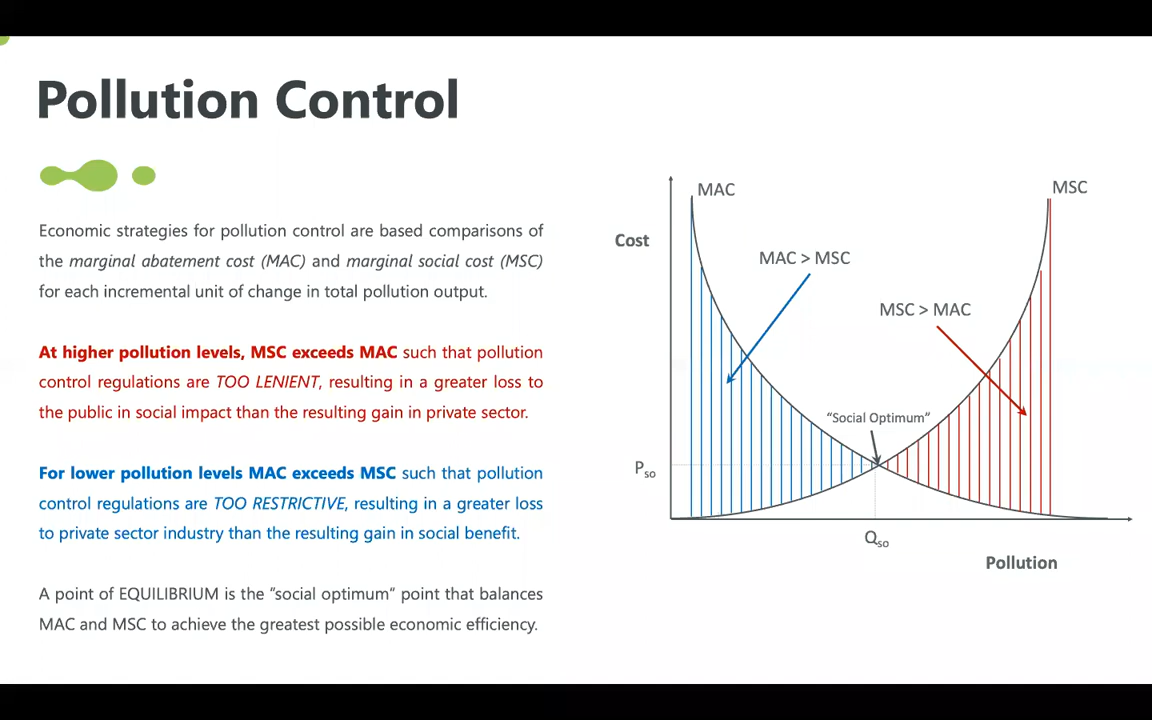 Pollution Control
Economic strategies for pollution control are based comparisons of
the marginal abatement cost (MAC) and marginal social cost (MSC)
for each incremental unit of change in total pollution output.
At higher pollution levels, MSC exceeds MAC such that pollution
control regulations are TOO LENIENT, resulting in a greater loss to
the public in social impact than the resulting gain in private sector.
For lower pollution levels MAC exceeds MSC such that pollution
control regulations are TOO RESTRICTIVE, resulting in a greater loss
to private sector industry than the resulting gain in social benefit.
A point of EQUILIBRIUM is the “social optimum” point that balances
MAC and MSC to achieve the greatest possible economic efficiency.
MAC
MSC
Cost
MAC > MSC
MSC > MAC
“Social Optimum”
Pso
Qso
Pollution